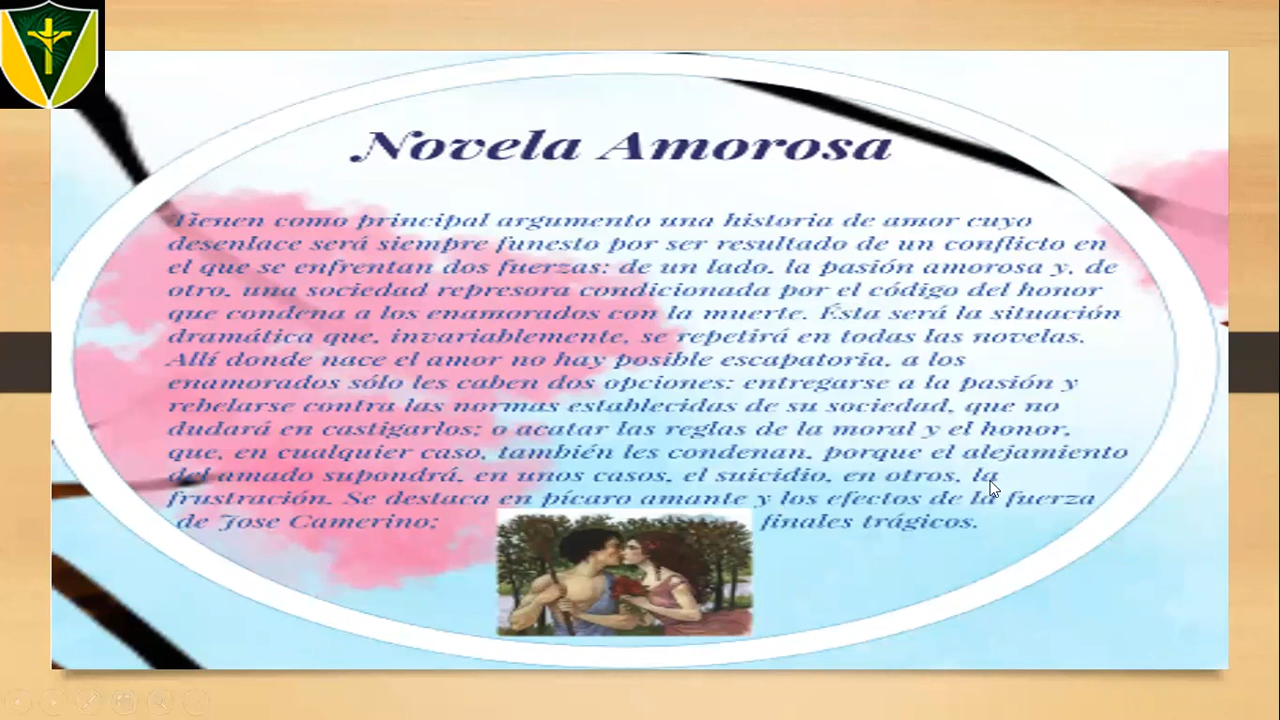 Novela Amorosa
Tienen como principal argumento una historia de amor cuyo
desenlace será siempre funesto por ser resultado de un conflicto en
el que se enfrentan dos fuerzas: de un lado, la pasión amorosa y, de
otro, una sociedad represora condicionada por el código del honor
que condena a los enamorados con la muerte. Ésta será la situación
dramática que, invariablemente, se repetirá en todas las novelas.
Allí donde nace el amor no hay posible escapatoria, a los
enamorados sólo les caben dos opciones: entregarse a la pasión y
rebelarse contra las normas establecidas de su sociedad, que no
dudará en castigarlos; o acatar las reglas de la moral y el honor,
que, en cualquier caso, también les condenan, porque el alejamiento
del amado supondrá, en unos casos, el suicidio, en otros, la
frustración. Se destaca en pícaro amante y los efectos de la fuerza
de Jose Camerino; finales trágicos.